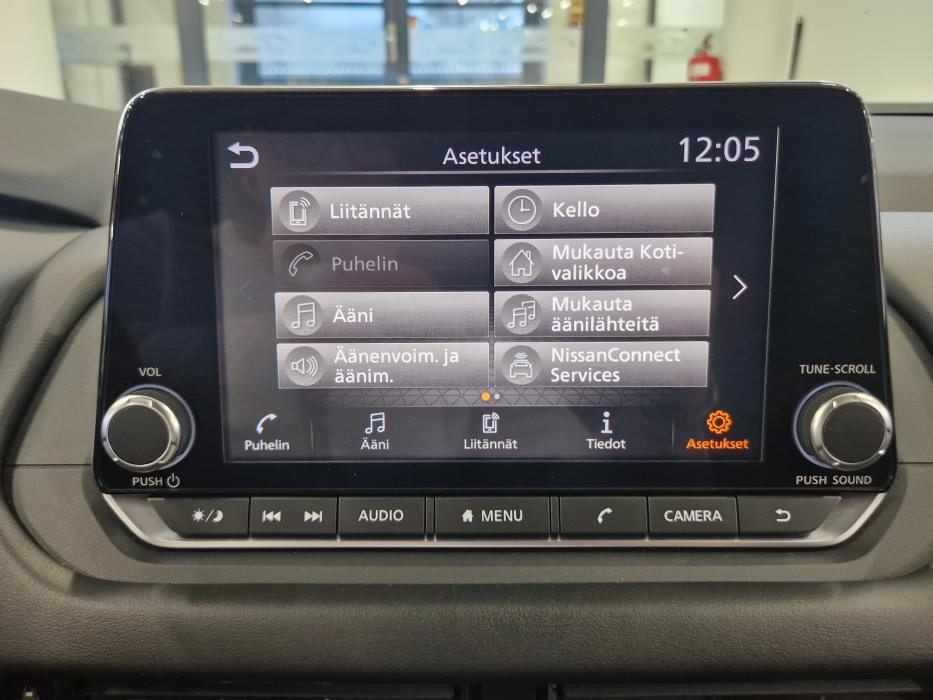 Asetukset
12:05
Liitännät
Kello
Puhelin
Mukauta Koti-
valikkoa
Ääni
Mukauta
äänilähteitä
Äänenvoim. ja
äänim.
NissanConnect
Services
VOL
TUNE·SCROLL
Puhelin
Ääni
Liitännät
Tiedot
Asetukset
PUSH
PUSH SOUND
AUDIO
MENU
CAMERA